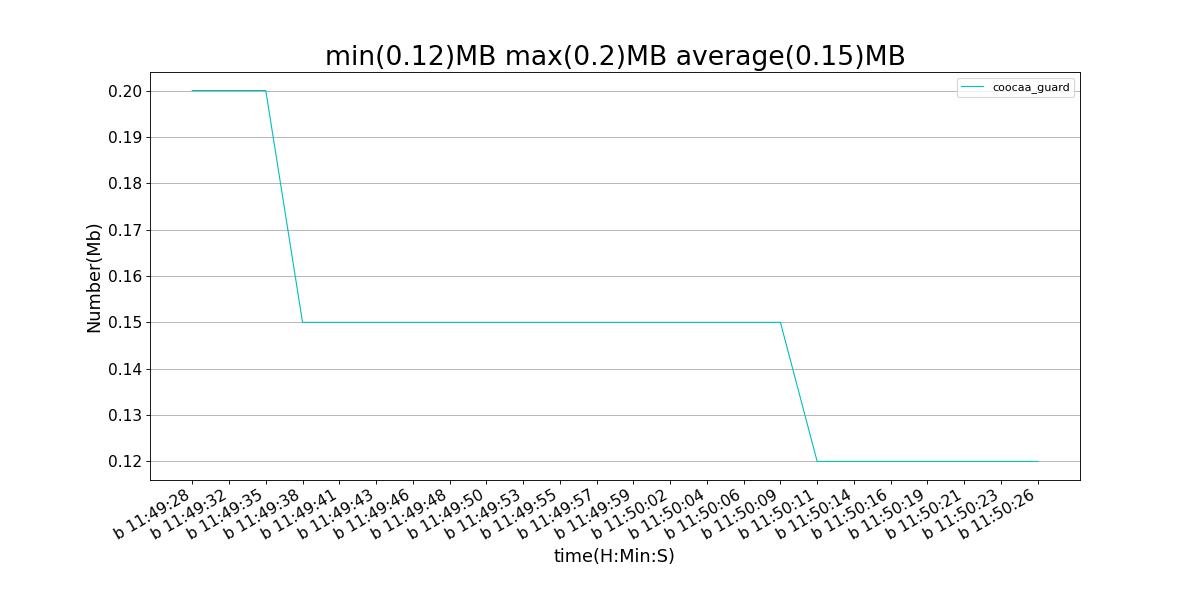 min(0.12)MB max(0.2)MB average(0.15)MB
coocaa_guard
Number(Mb)
0.20
0.19
0.18
0.17
0.16
0.15
0.14
0.13
0.12
b 11:49:28
b 11:49:32
b 11:49:35
b 11:49:38
b 11:49:41
b 11:49:43
b 11:49:46
b 11:49:48
b 11:49:50
b 11:49:53
b 11:49:55
b 11:49:57
b 11:49:59
b 11:50:02
b 11:50:04
b 11:50:06
b 11:50:09
b 11:50:11
b 11:50:14
b 11:50:16
b 11:50:19
b 11:50:21
b 11:50:23
b 11:50:26
time(H:Min:S)